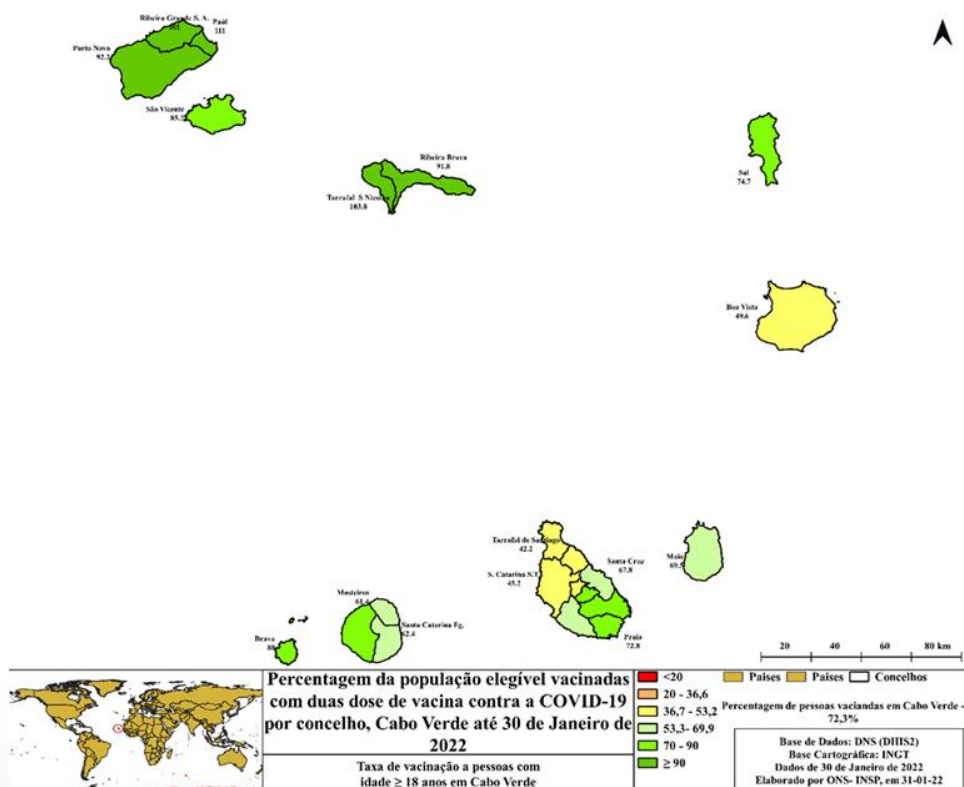 Ribeira Grande S. A.
101
Paúl
111
Porto Novo
92.2
São Vicente
85.2
Ribeira Brava
91.8
Tarrafal S Nicolau
103.8
Sal
74.7
Boa Vista
49.6
Tarrafal de Santiago
42.2
Santa Cruz
67.8
Maio
69.5
S. Catarina S.T.
45.2
Mosteiros
61.4
Santa Catarina Fg.
62.4
Brava
80
Praia
72.8
20 40 60 80 km
Percentagem da população elegível vacinadas
com duas dose de vacina contra a COVID-19
por concelho, Cabo Verde até 30 de Janeiro de
2022
Taxa de vacinação a pessoas com
idade ≥ 18 anos em Cabo Verde
<20
20 - 36,6
36,7 - 53,2
53,3- 69,9
70 - 90
≥ 90
Paises Paises Concelhos
Percentagem de pessoas vaciandas em Cabo Verde -
72,3%
Base de Dados: DNS (DHIS2)
Base Cartográfica: INGT
Dados de 30 de Janeiro de 2022
Elaborado por ONS- INSP, em 31-01-22